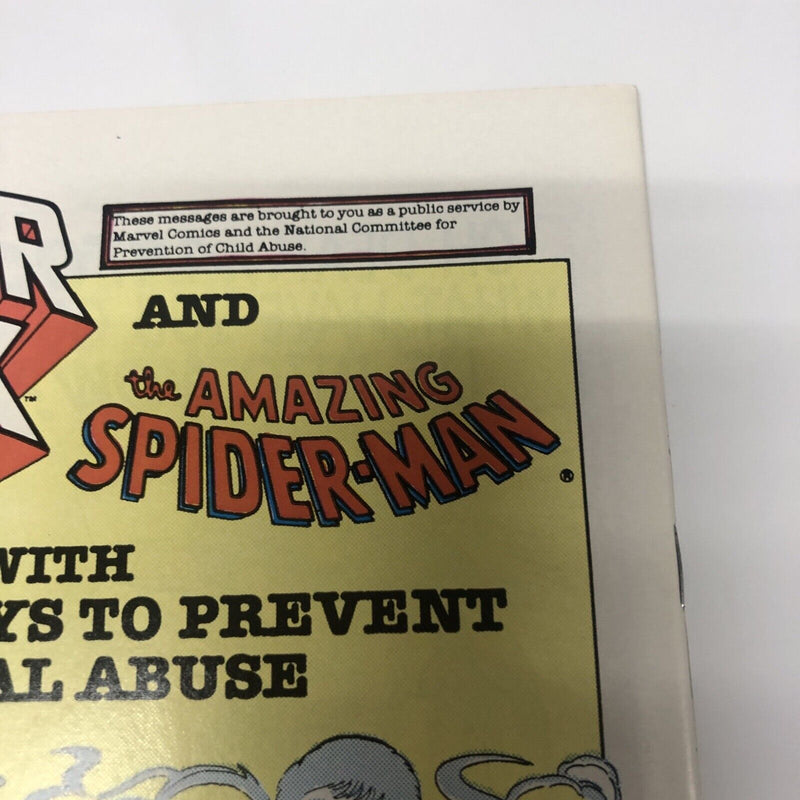 These messages are brought to you as a public service by
Marvel Comics and the National Committee for
Prevention of Child Abuse.
R
™
AND
the AMAZING
SPIDER-MAN
®
WITH
YS TO PREVENT
AL ABUSE